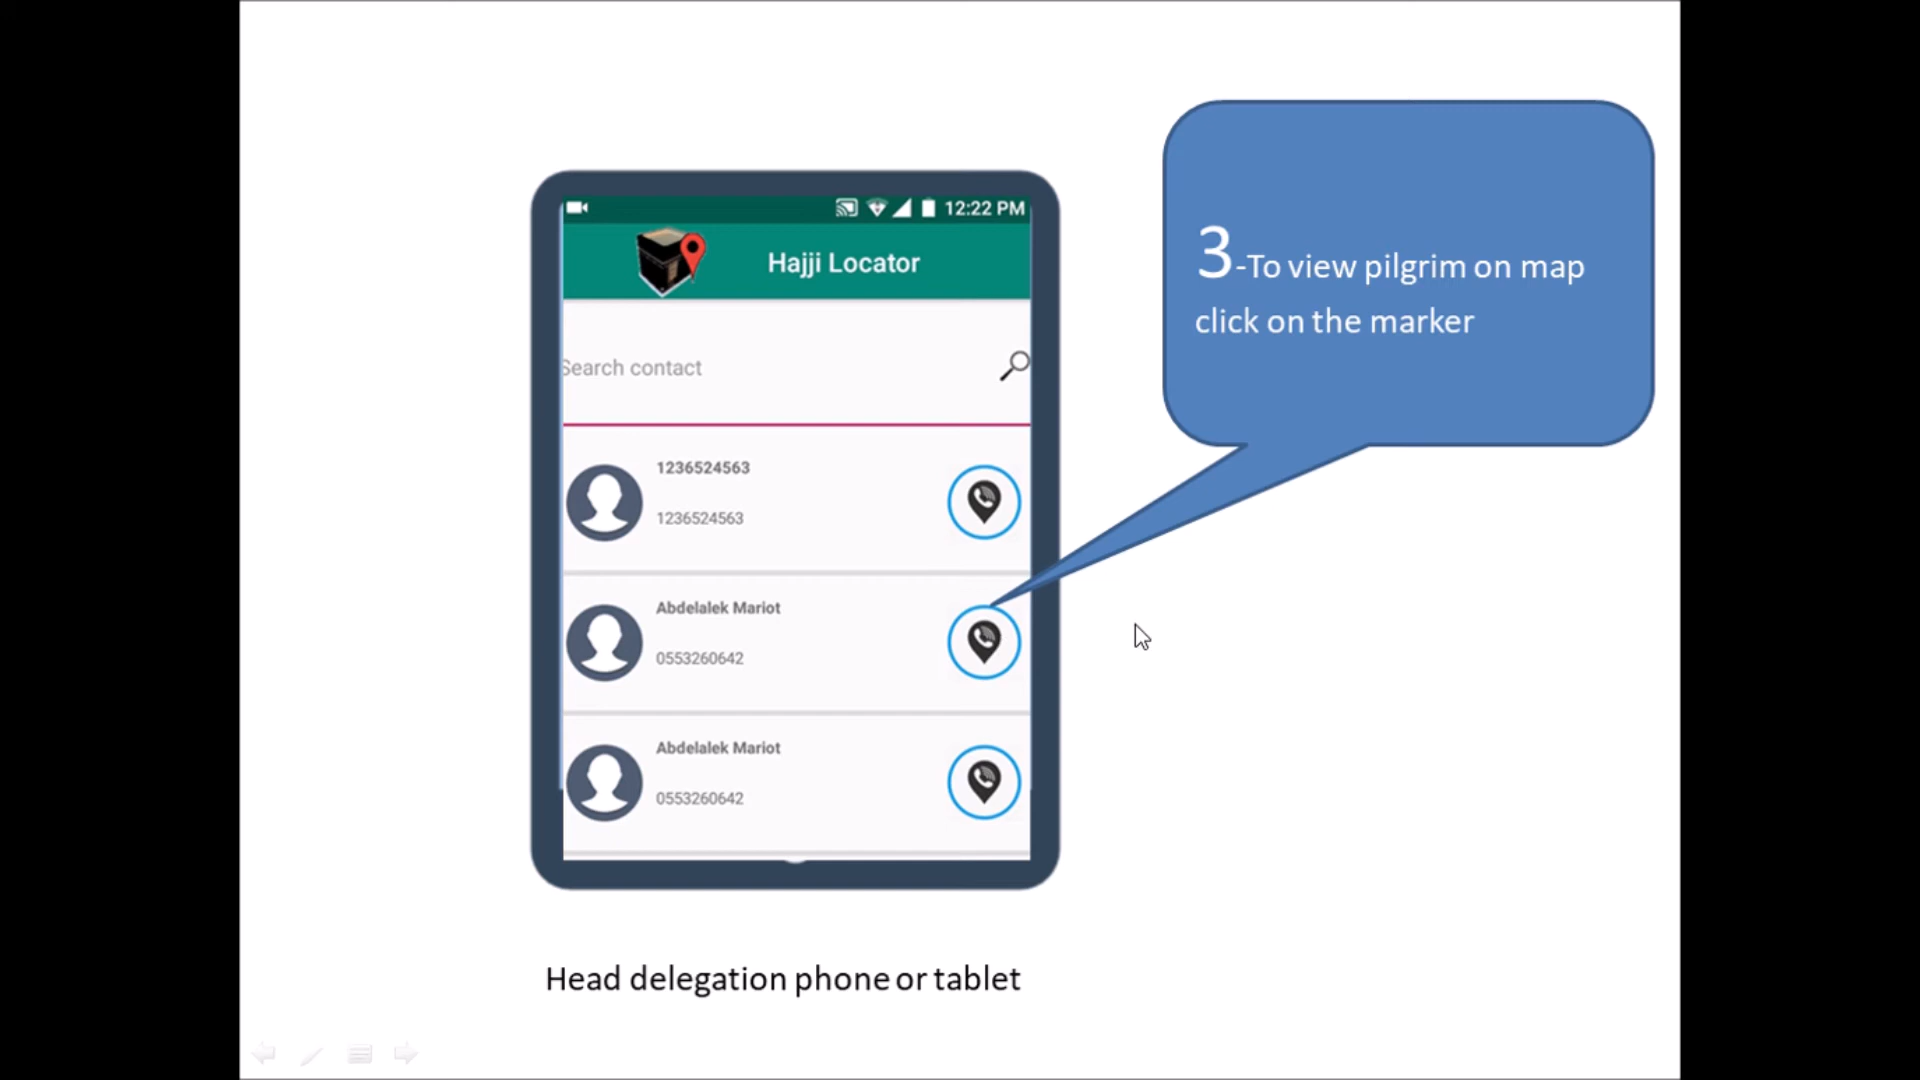 12:22 PM
Hajji Locator
Search contact
1236524563
1236524563
Abdelalek Mariot
0553260642
Abdelalek Mariot
0553260642
3-To view pilgrim on map
click on the marker
Head delegation phone or tablet